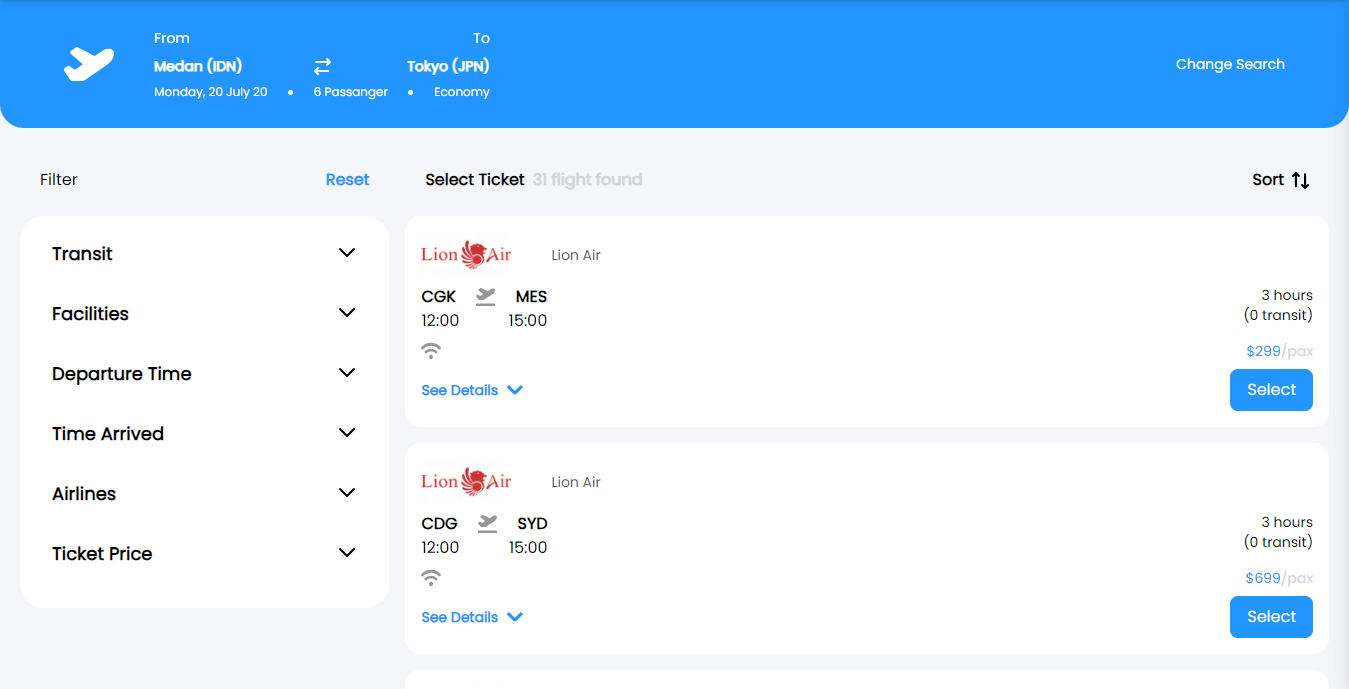 From To
Medan (IDN) Tokyo (JPN)
Monday, 20 July 20 • 6 Passanger • Economy
Change Search
Filter Reset
Transit
Facilities
Departure Time
Time Arrived
Airlines
Ticket Price
Select Ticket 31 flight found Sort
Lion Air Lion Air
CGK MES
12:00 15:00
3 hours
(0 transit)
$299/pax
See Details Select
Lion Air Lion Air
CDG SYD
12:00 15:00
3 hours
(0 transit)
$699/pax
See Details Select